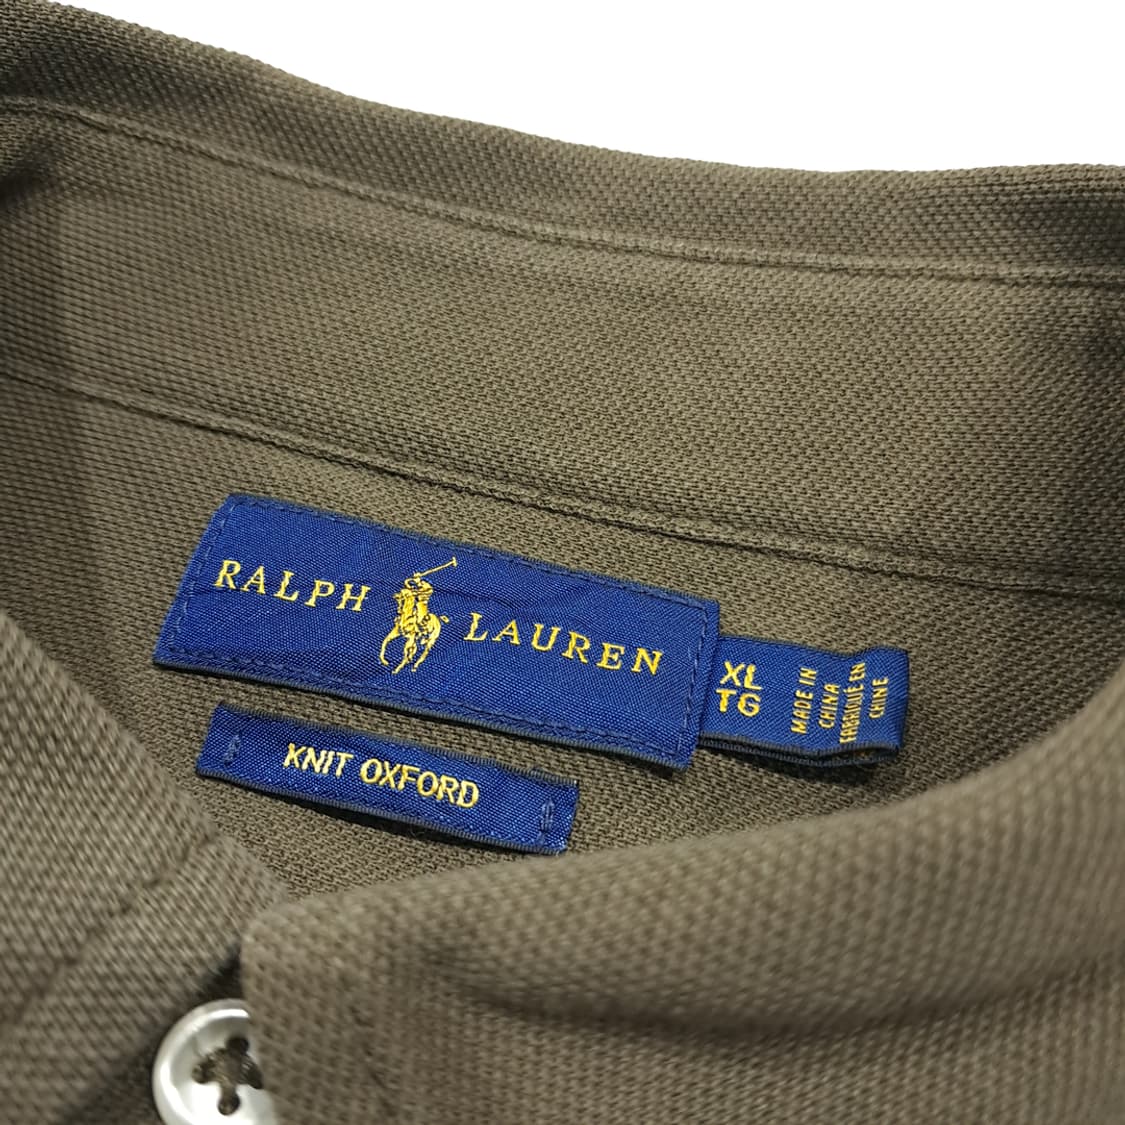 RALPH LAUREN
XL
TG
MADE IN
CHINA
FABRIQUÉ EN
CHINE
KNIT OXFORD